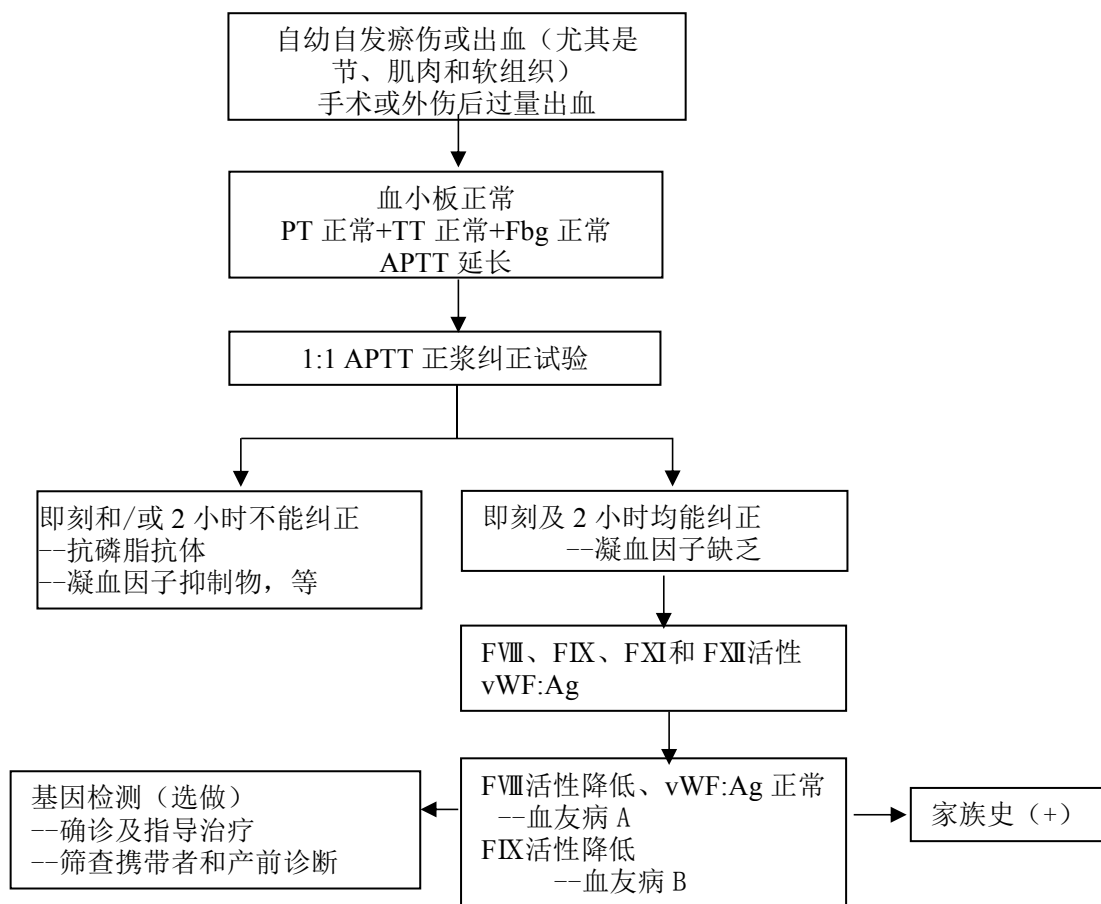 自幼自发瘀伤或出血（尤其是
节、肌肉和软组织）
手术或外伤后过量出血
血小板正常
PT 正常+TT 正常+Fbg 正常
APTT 延长
1:1 APTT 正浆纠正试验
即刻和/或 2 小时不能纠正
--抗磷脂抗体
--凝血因子抑制物，等
即刻及 2 小时均能纠正
--凝血因子缺乏
FⅧ、FⅨ、FⅪ和 FⅫ活性
vWF:Ag
基因检测（选做）
--确诊及指导治疗
--筛查携带者和产前诊断
FⅧ活性降低、vWF:Ag 正常
--血友病 A
FⅨ活性降低
--血友病 B
家族史（+）